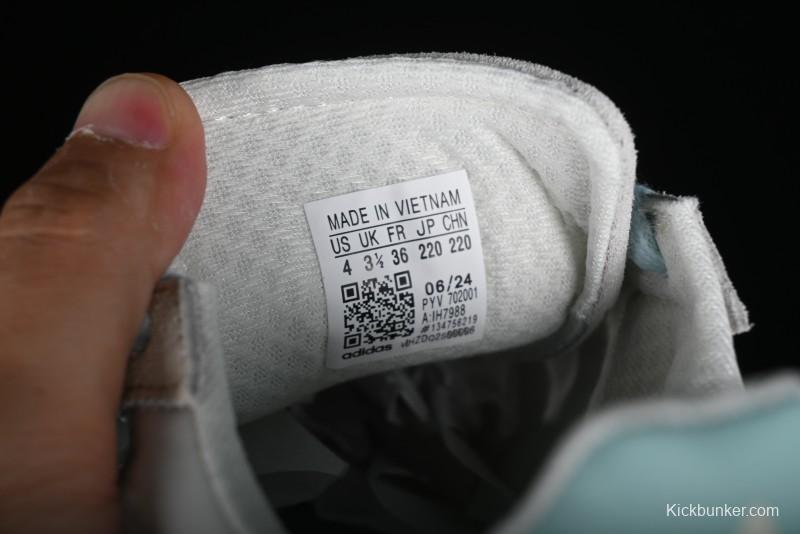 MADE IN VIETNAM
US UK FR JP CHN
4 3½ 36 220 220
06/24
PYV 702001
A:IH7988
#134756219
adidas
Kickbunker.com